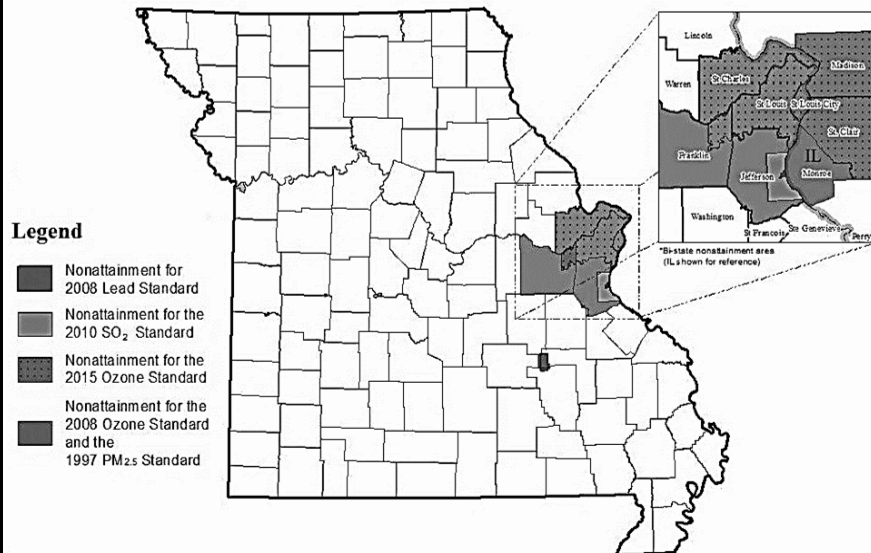 Legend
Nonattainment for
2008 Lead Standard
Nonattainment for the
2010 SO₂ Standard
Nonattainment for the
2015 Ozone Standard
Nonattainment for the
2008 Ozone Standard
and the
1997 PM₂.₅ Standard
Lincoln
Warren
St Charles
Madison
St Louis
St Louis City
St. Clair
Franklin
Jefferson
IL
Monroe
Washington
St Francois
Ste Genevieve
Perry
*Bi-state nonattainment area
(IL shown for reference)